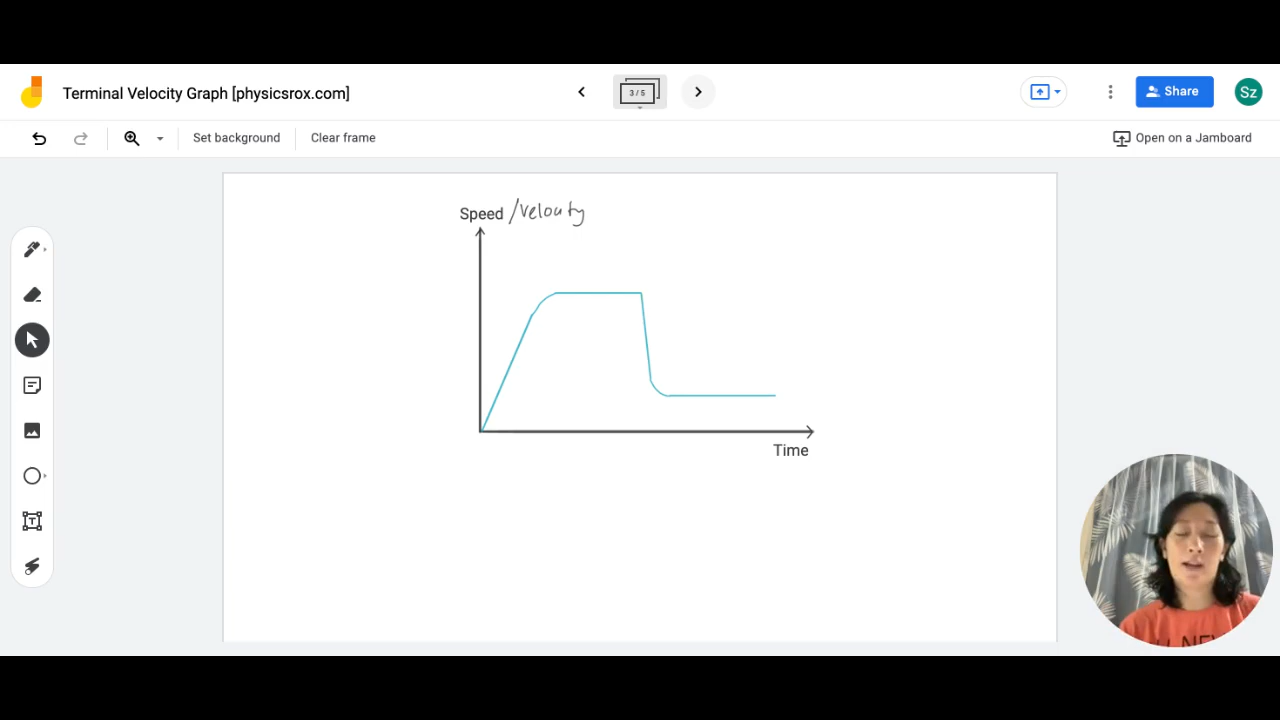 Terminal Velocity Graph [physicsrox.com]
3 / 5
Share
Sz
Set background
Clear frame
Open on a Jamboard
Speed /velocity
Time